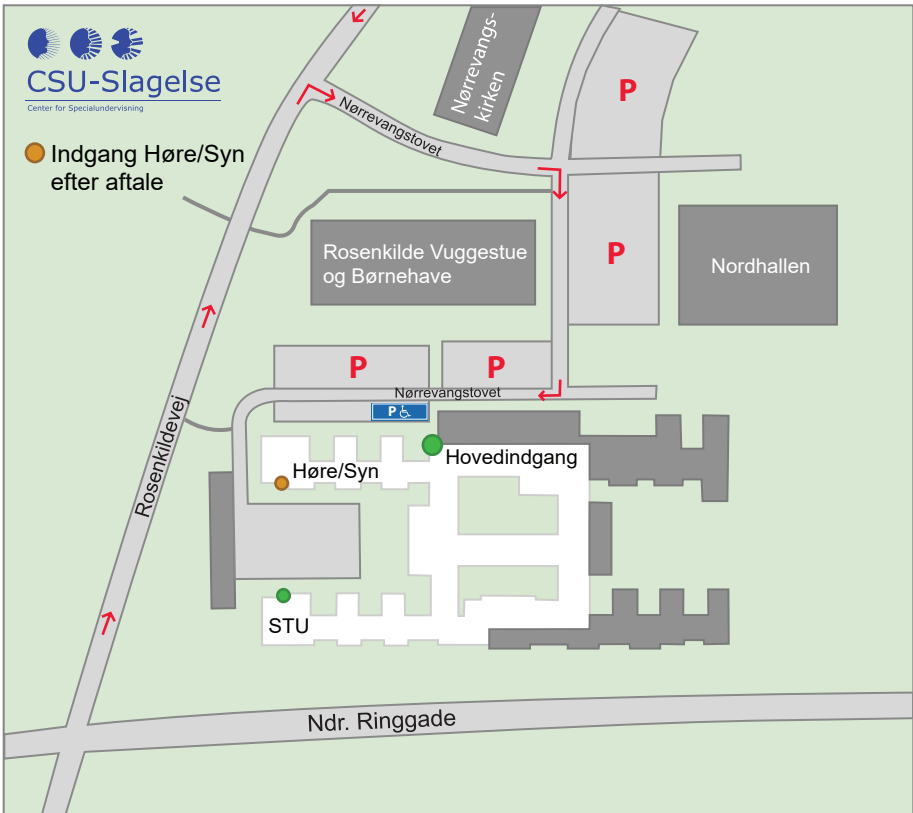 CSU-Slagelse
Center for Specialundervisning
Indgang Høre/Syn
efter aftale
Nørrevangs-
kirken
P
Nørrevangstovet
Rosenkilde Vuggestue
og Børnehave
P
Nordhallen
P
P
Nørrevangstovet
P
Rosenkildevej
Hovedindgang
Høre/Syn
STU
Ndr. Ringgade